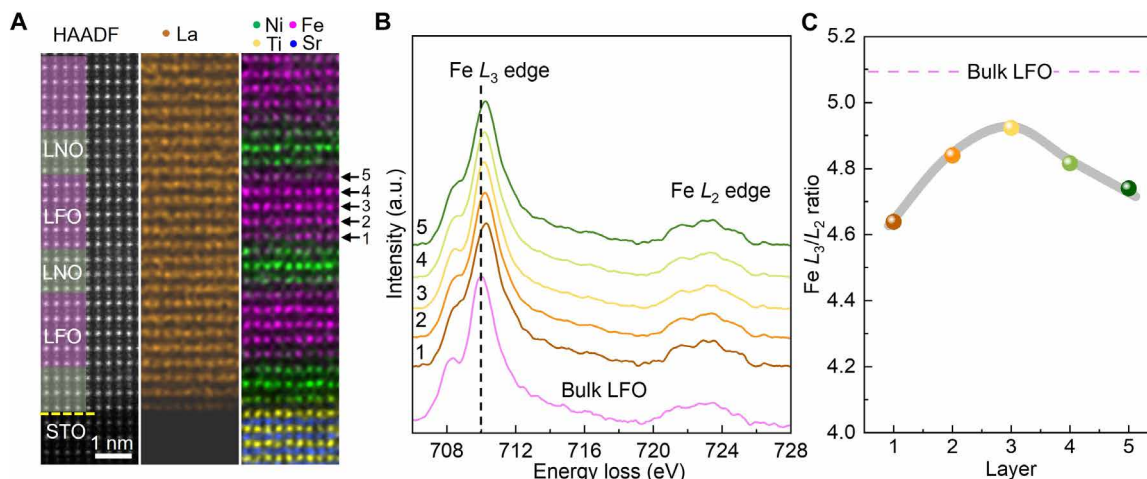 A
HAADF
La
Ni Fe
Ti Sr
LNO
LFO
LNO
LFO
STO
1 nm
5
4
3
2
1
B
Fe L3 edge
Fe L2 edge
5
4
3
2
1
Bulk LFO
Intensity (a.u.)
708 712 716 720 724 728
Energy loss (eV)
C
5.2
5.0
4.8
4.6
4.4
4.2
4.0
Bulk LFO
Fe L3/L2 ratio
1 2 3 4 5
Layer